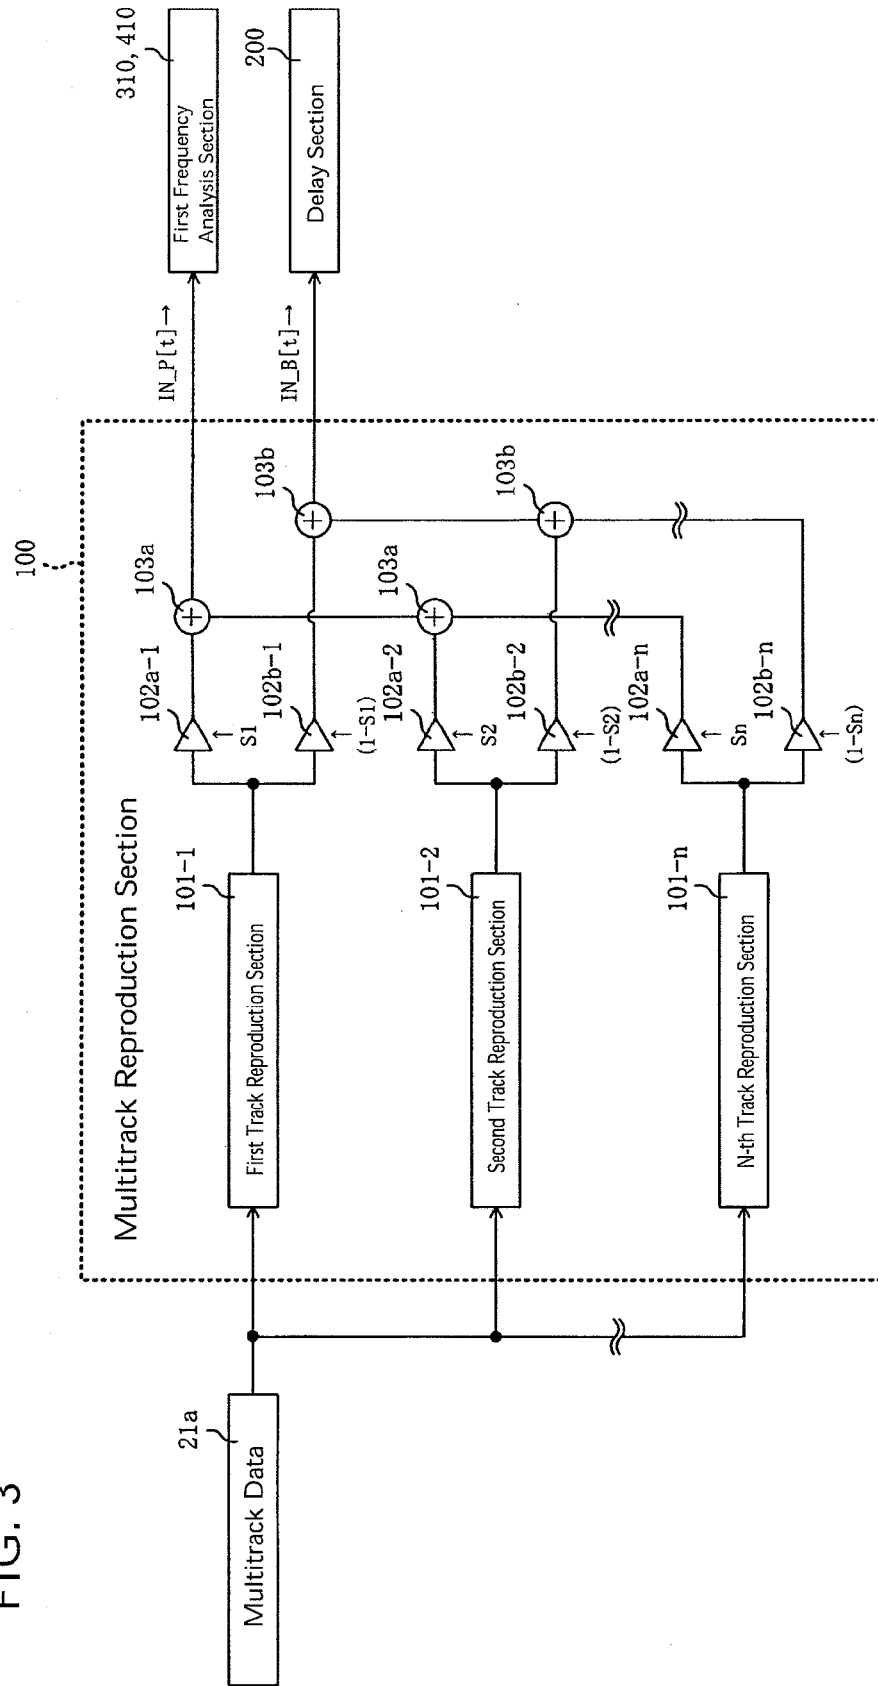 FIG. 3
100
Multitrack Reproduction Section
21a
Multitrack Data
101-1
First Track Reproduction Section
102a-1
S1
103a
IN_P[t]→
310, 410
First Frequency
Analysis Section
102b-1
(1-S1)
103b
IN_B[t]→
200
Delay Section
101-2
Second Track Reproduction Section
102a-2
S2
103a
102b-2
(1-S2)
103b
101-n
N-th Track Reproduction Section
102a-n
Sn
102b-n
(1-Sn)